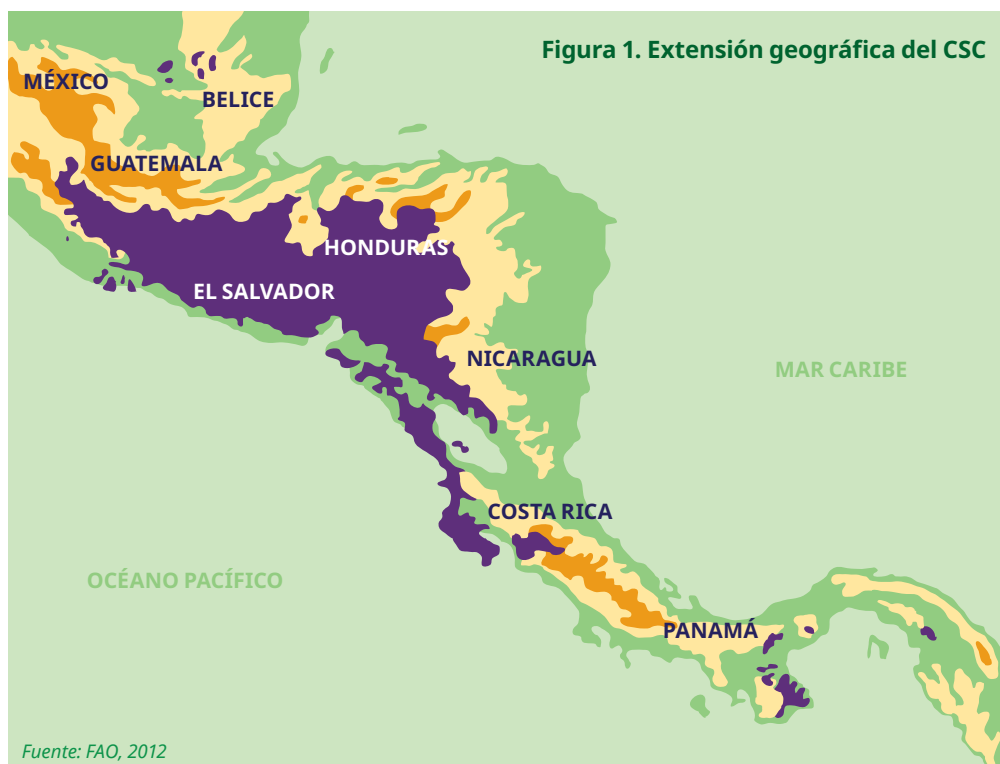 Figura 1. Extensión geográfica del CSC
MÉXICO
BELICE
GUATEMALA
HONDURAS
EL SALVADOR
NICARAGUA
MAR CARIBE
COSTA RICA
OCÉANO PACÍFICO
PANAMÁ
Fuente: FAO, 2012